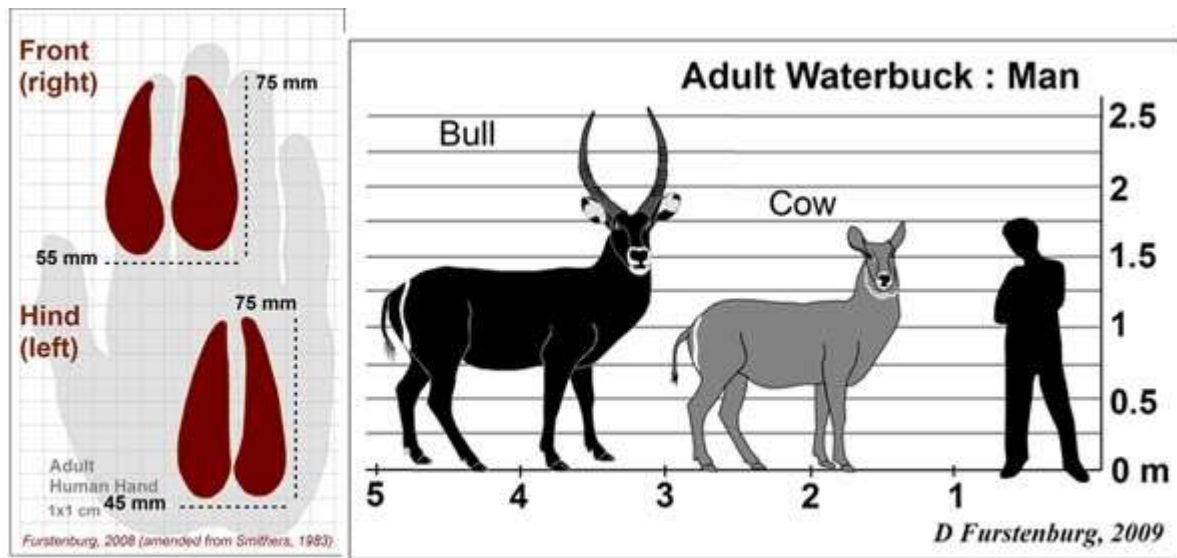 Front
(right)
75 mm
55 mm
75 mm
Hind
(left)
Adult
Human Hand
1x1 cm
45 mm
Furstenburg, 2008 (amended from Smithers, 1983)
Adult Waterbuck : Man
2.5
Bull
2
Cow
1.5
1
0.5
0 m
5
4
3
2
1
D Furstenburg, 2009